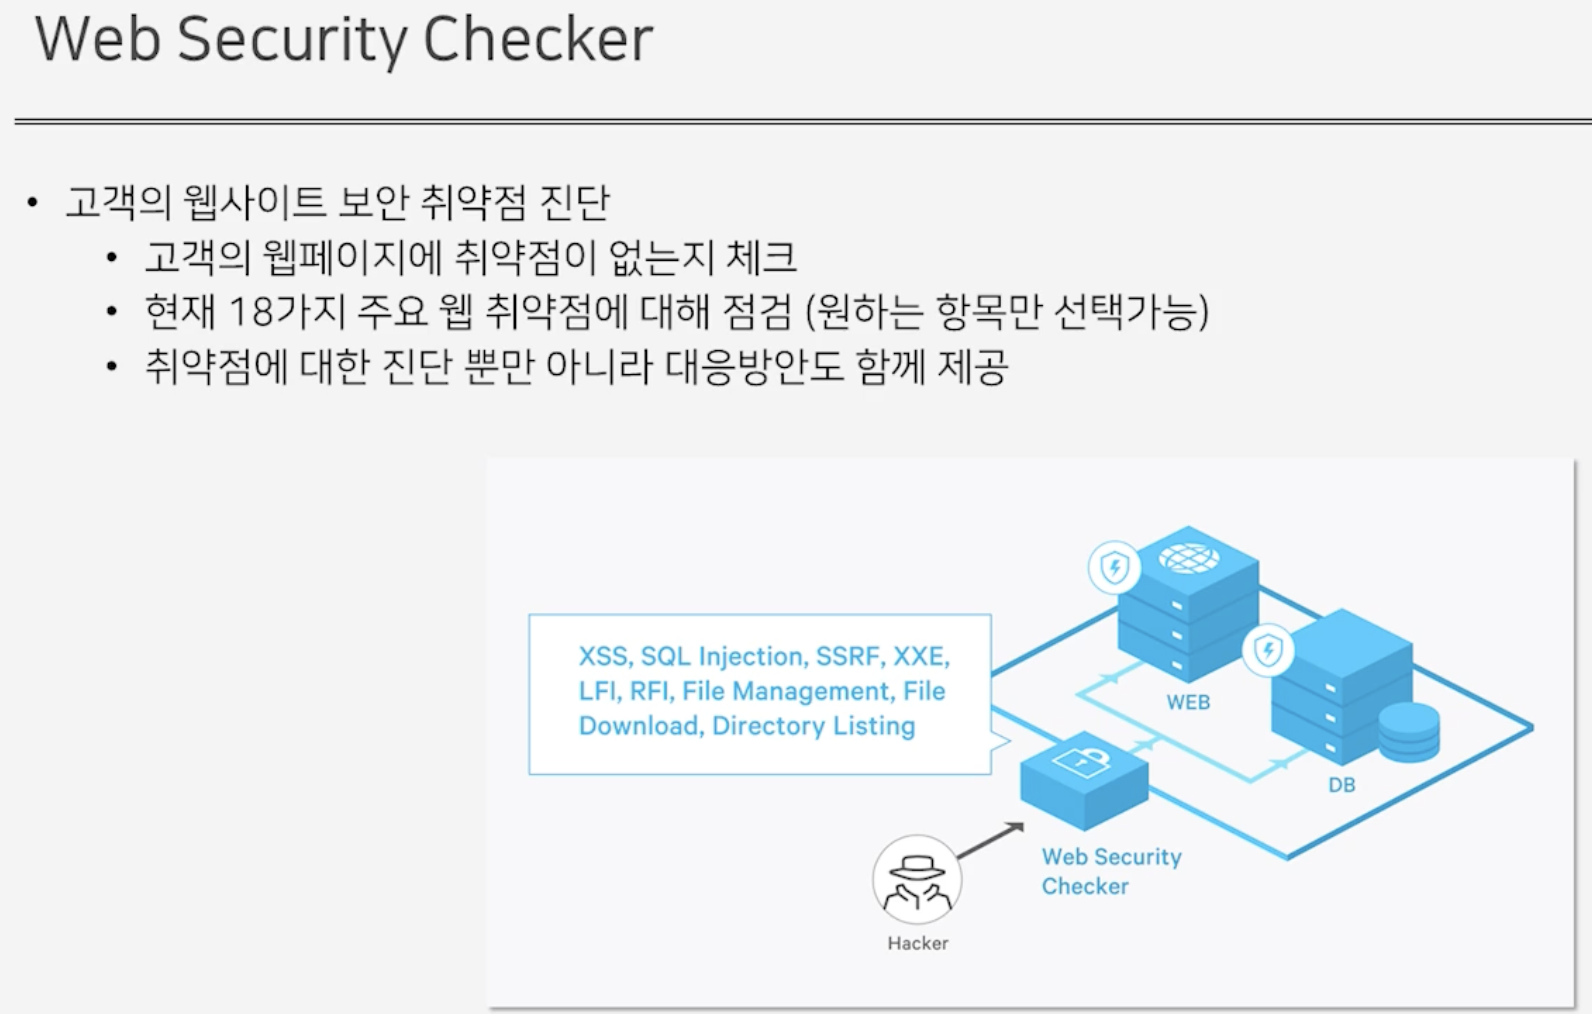 Web Security Checker
• 고객의 웹사이트 보안 취약점 진단
• 고객의 웹페이지에 취약점이 없는지 체크
• 현재 18가지 주요 웹 취약점에 대해 점검 (원하는 항목만 선택가능)
• 취약점에 대한 진단 뿐만 아니라 대응방안도 함께 제공
XSS, SQL Injection, SSRF, XXE,
LFI, RFI, File Management, File
Download, Directory Listing
WEB
DB
Web Security
Checker
Hacker